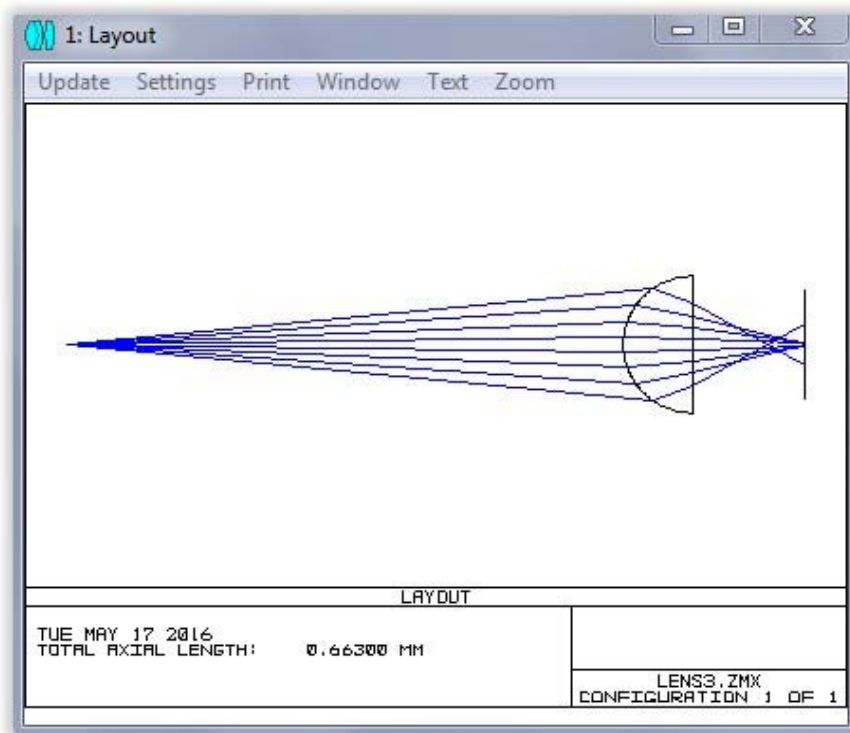 1: Layout
Update Settings Print Window Text Zoom
LAYOUT
TUE MAY 17 2016
TOTAL AXIAL LENGTH: 0.66300 MM
LENS3.ZMX
CONFIGURATION 1 OF 1